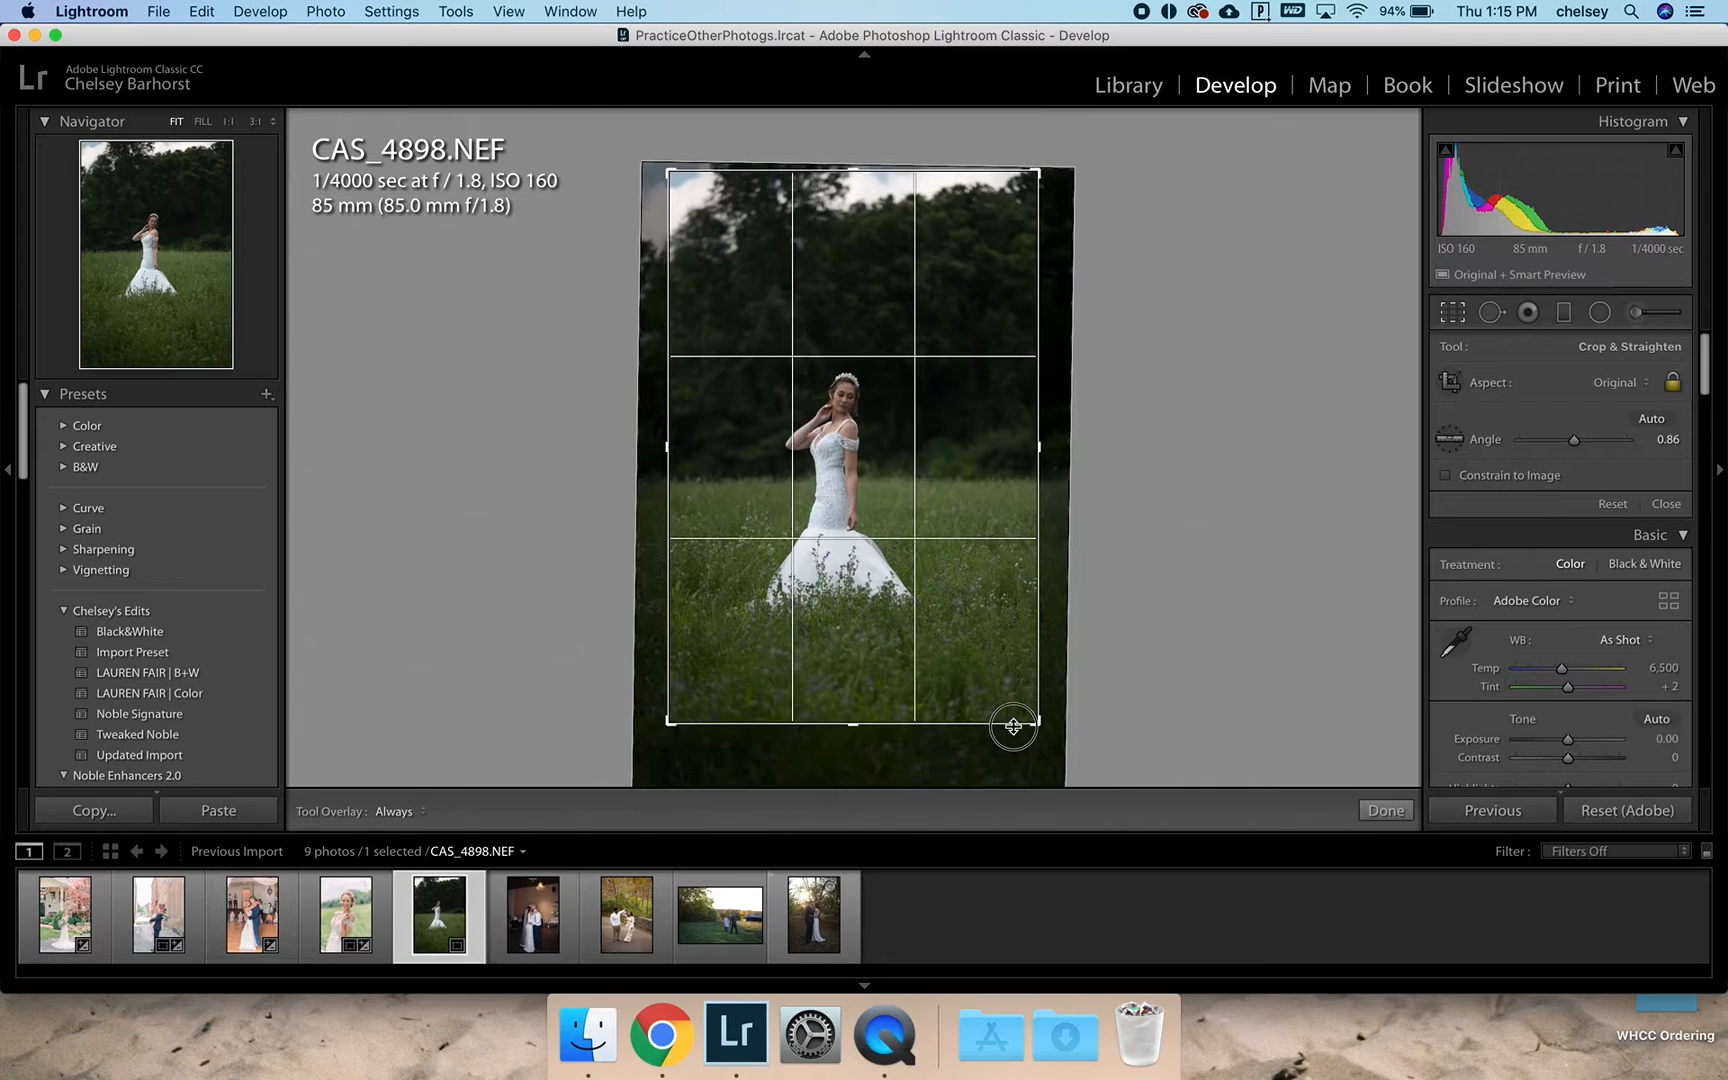 Lightroom File Edit Develop Photo Settings Tools View Window Help 94% Thu 1:15 PM chelsey
PracticeOtherPhotogs.lrcat - Adobe Photoshop Lightroom Classic - Develop
Lr Adobe Lightroom Classic CC
Chelsey Barhorst
Library | Develop | Map | Book | Slideshow | Print | Web
Navigator FIT FILL 1:1 3:1
CAS_4898.NEF
1/4000 sec at f / 1.8, ISO 160
85 mm (85.0 mm f/1.8)
Presets +
Color
Creative
B&W
Curve
Grain
Sharpening
Vignetting
Chelsey's Edits
Black&White
Import Preset
LAUREN FAIR | B+W
LAUREN FAIR | Color
Noble Signature
Tweaked Noble
Updated Import
Noble Enhancers 2.0
Copy... Paste
Tool Overlay : Always
Done
Histogram
ISO 160 85 mm f / 1.8 1/4000 sec
Original + Smart Preview
Tool : Crop & Straighten
Aspect : Original
Auto
Angle 0.86
Constrain to Image
Reset Close
Basic
Treatment : Color Black & White
Profile : Adobe Color
WB : As Shot
Temp 6,500
Tint + 2
Tone Auto
Exposure 0.00
Contrast 0
Previous Reset (Adobe)
1 2 Previous Import 9 photos / 1 selected / CAS_4898.NEF
Filter : Filters Off
Lr
WHCC Ordering